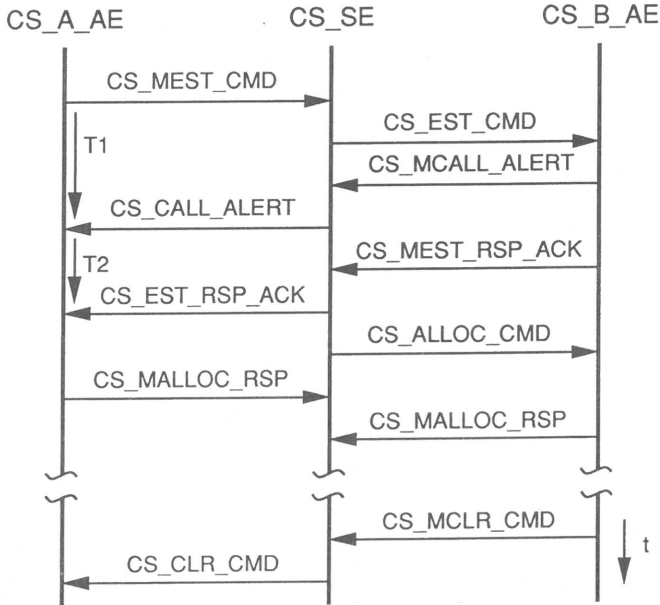 CS_A_AE CS_SE CS_B_AE
CS_MEST_CMD
CS_EST_CMD
T1
CS_MCALL_ALERT
CS_CALL_ALERT
CS_MEST_RSP_ACK
T2
CS_EST_RSP_ACK
CS_ALLOC_CMD
CS_MALLOC_RSP
CS_MALLOC_RSP
CS_MCLR_CMD
t
CS_CLR_CMD